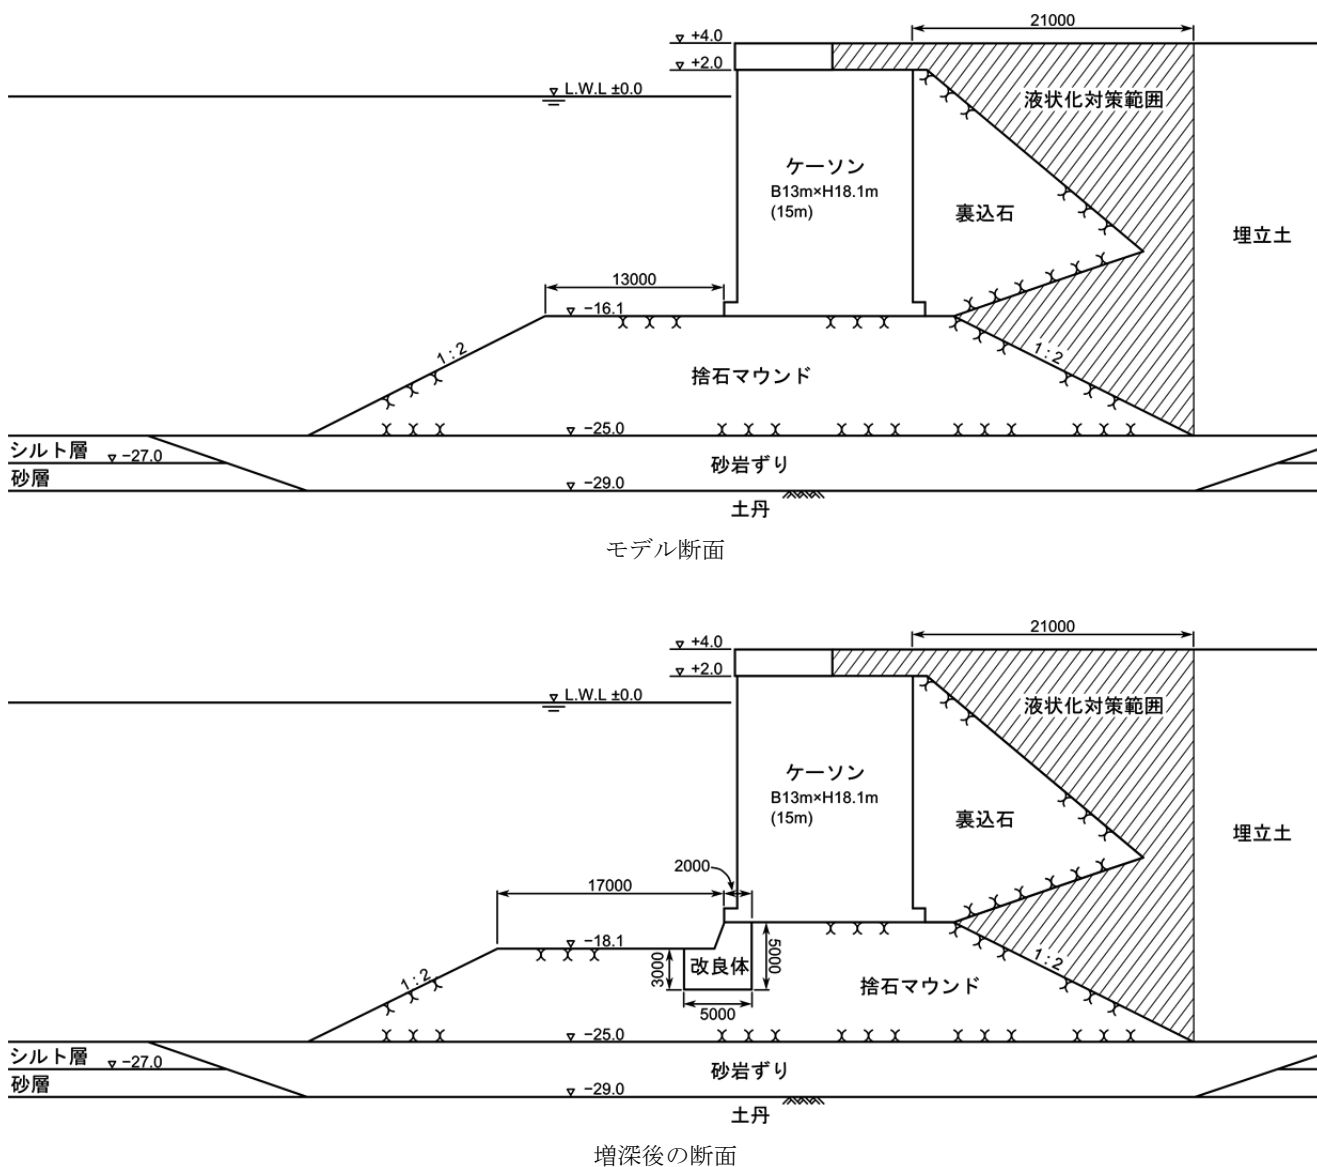 21000
+4.0
+2.0
L.W.L ±0.0
液状化対策範囲
ケーソン
B13m×H18.1m
(15m)
裏込石
埋立土
13000
−16.1
1 : 2
1 : 2
捨石マウンド
−25.0
シルト層
−27.0
砂岩ずり
砂層
−29.0
土丹
モデル断面
21000
+4.0
+2.0
L.W.L ±0.0
液状化対策範囲
ケーソン
B13m×H18.1m
(15m)
裏込石
埋立土
2000
17000
−18.1
1 : 2
1 : 2
3000
改良体
5000
捨石マウンド
5000
−25.0
シルト層
−27.0
砂岩ずり
砂層
−29.0
土丹
増深後の断面